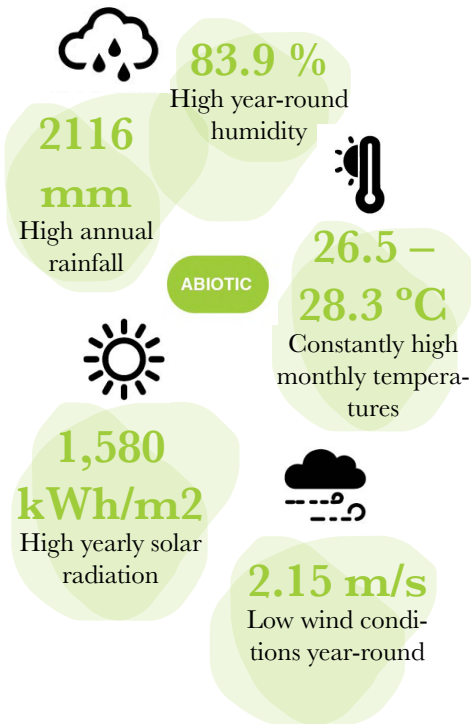 83.9 %
High year-round
humidity
2116
mm
High annual
rainfall
26.5 –
28.3 ºC
Constantly high
monthly tempera-
tures
ABIOTIC
1,580
kWh/m2
High yearly solar
radiation
2.15 m/s
Low wind condi-
tions year-round